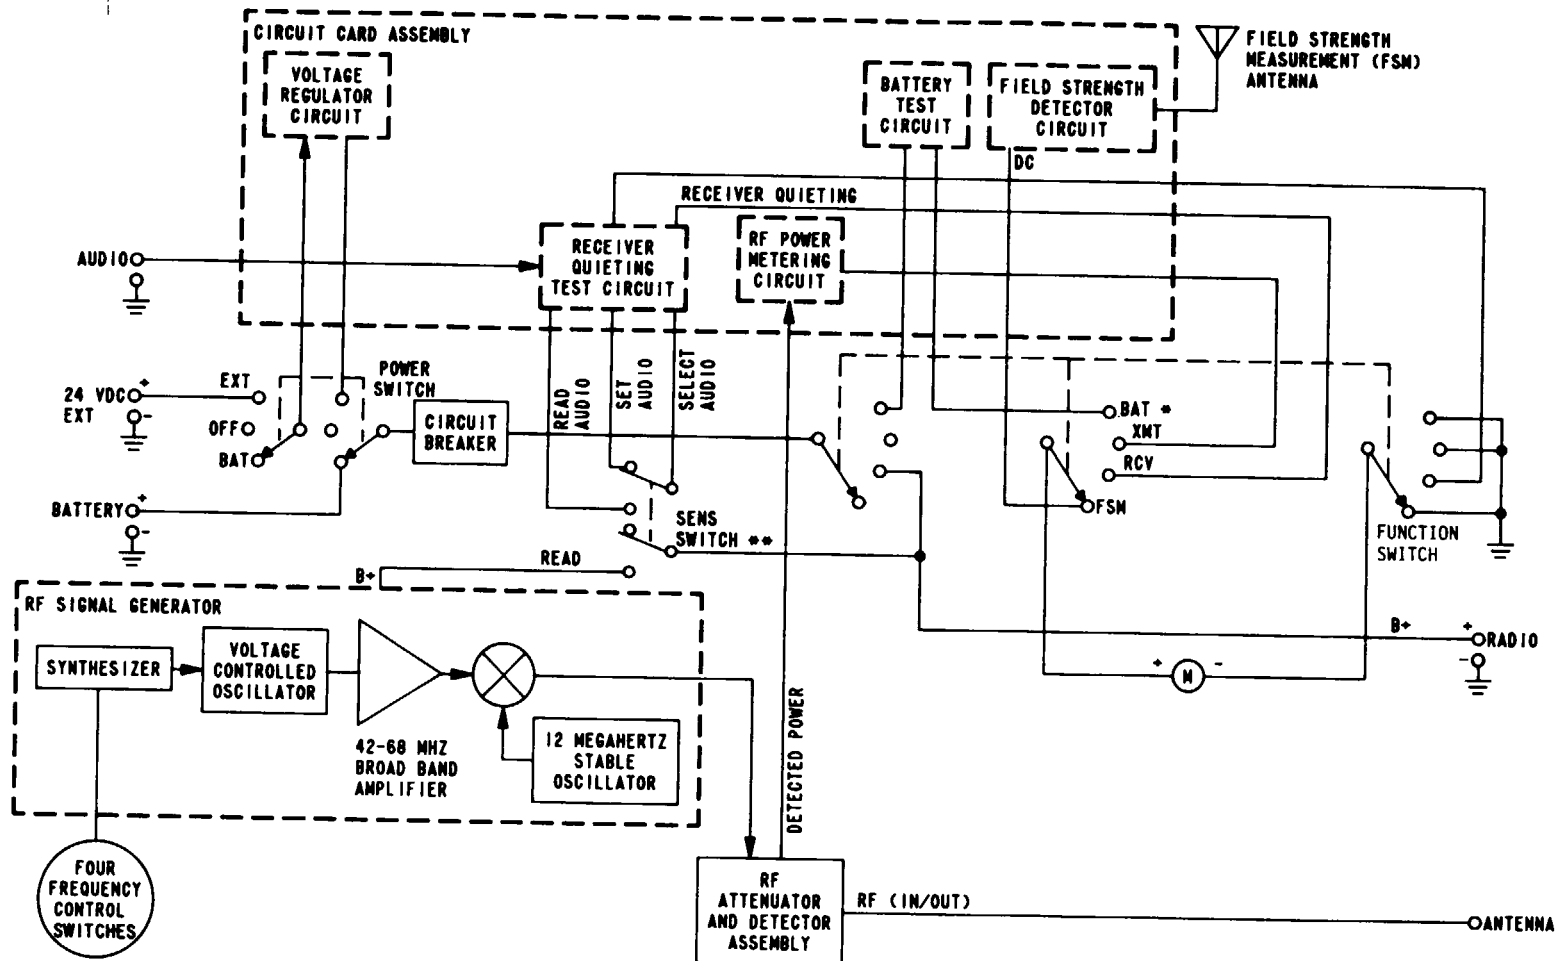 CIRCUIT CARD ASSEMBLY
VOLTAGE
REGULATOR
CIRCUIT
BATTERY
TEST
CIRCUIT
FIELD STRENGTH
DETECTOR
CIRCUIT
DC
FIELD STRENGTH
MEASUREMENT (FSM)
ANTENNA
RECEIVER QUIETING
RECEIVER
QUIETING
TEST CIRCUIT
RF POWER
METERING
CIRCUIT
AUDIO
24 VDC
EXT
+
-
EXT
OFF
BAT
POWER
SWITCH
CIRCUIT
BREAKER
READ
AUDIO
SET
AUDIO
SELECT
AUDIO
BATTERY
+
-
SENS
SWITCH **
READ
B+
BAT *
XMT
RCV
FSM
FUNCTION
SWITCH
RF SIGNAL GENERATOR
SYNTHESIZER
VOLTAGE
CONTROLLED
OSCILLATOR
42-68 MHZ
BROAD BAND
AMPLIFIER
12 MEGAHERTZ
STABLE
OSCILLATOR
DETECTED POWER
+ M -
B+
+
RADIO
-
FOUR
FREQUENCY
CONTROL
SWITCHES
RF
ATTENUATOR
AND DETECTOR
ASSEMBLY
RF (IN/OUT)
ANTENNA